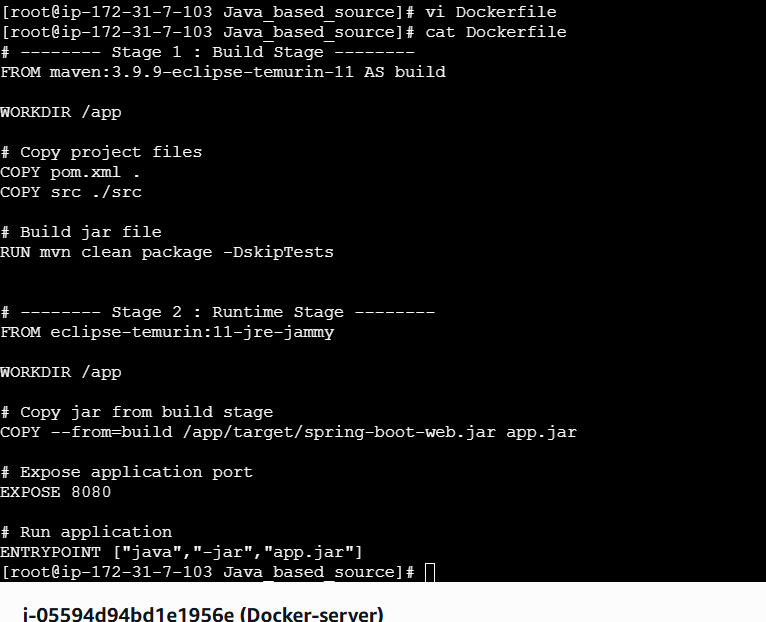 [root@ip-172-31-7-103 Java_based_source]# vi Dockerfile
[root@ip-172-31-7-103 Java_based_source]# cat Dockerfile
# -------- Stage 1 : Build Stage --------
FROM maven:3.9.9-eclipse-temurin-11 AS build
WORKDIR /app
# Copy project files
COPY pom.xml .
COPY src ./src
# Build jar file
RUN mvn clean package -DskipTests
# -------- Stage 2 : Runtime Stage --------
FROM eclipse-temurin:11-jre-jammy
WORKDIR /app
# Copy jar from build stage
COPY --from=build /app/target/spring-boot-web.jar app.jar
# Expose application port
EXPOSE 8080
# Run application
ENTRYPOINT ["java","-jar","app.jar"]
[root@ip-172-31-7-103 Java_based_source]#
i-05594d94bd1e1956e (Docker-server)